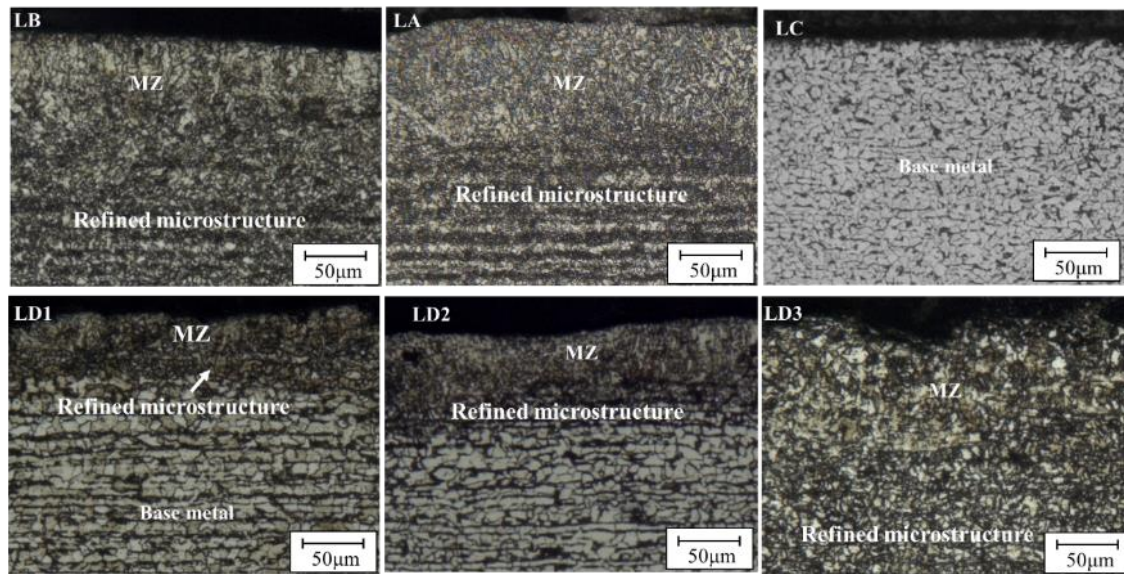 LB
MZ
Refined microstructure
50μm
LA
MZ
Refined microstructure
50μm
LC
Base metal
50μm
LD1
MZ
Refined microstructure
Base metal
50μm
LD2
MZ
Refined microstructure
50μm
LD3
MZ
Refined microstructure
50μm